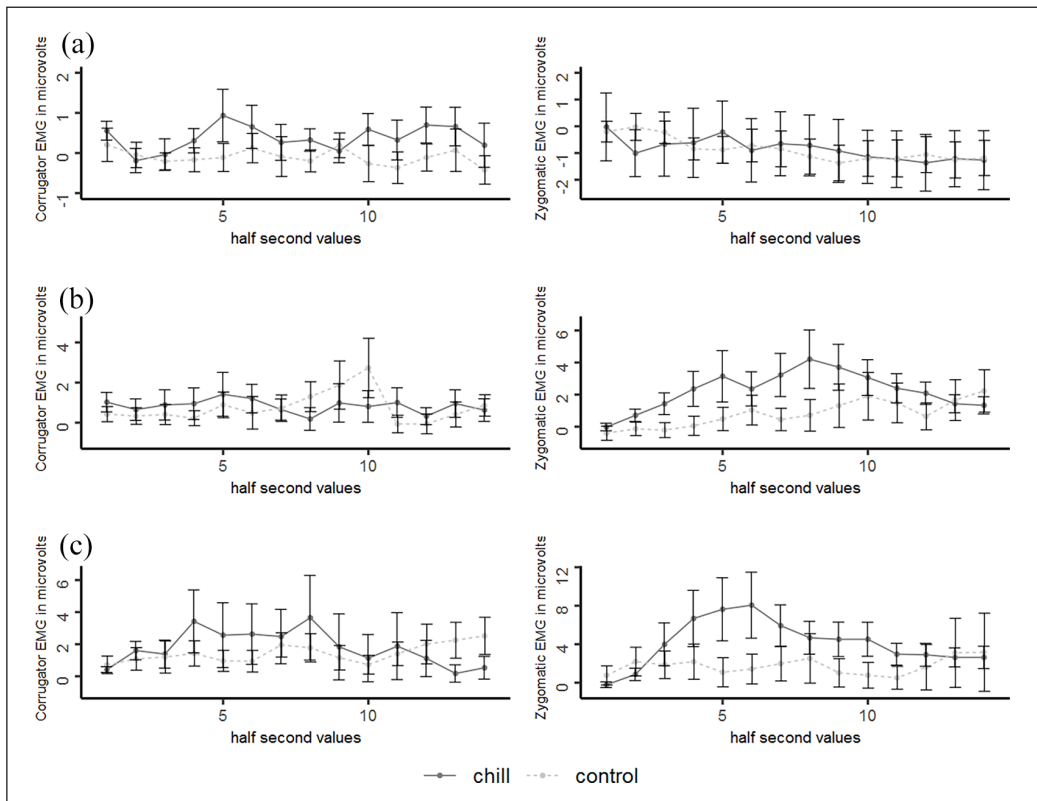 (a)
Corrugator EMG in microvolts
2
1
0
-1
5
10
half second values
Zygomatic EMG in microvolts
2
1
0
-1
-2
5
10
half second values
(b)
Corrugator EMG in microvolts
4
2
0
5
10
half second values
Zygomatic EMG in microvolts
6
4
2
0
5
10
half second values
(c)
Corrugator EMG in microvolts
6
4
2
0
5
10
half second values
Zygomatic EMG in microvolts
12
8
4
0
5
10
half second values
chill control